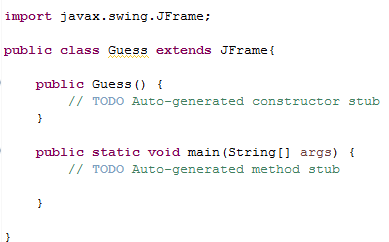 import javax.swing.JFrame;
public class Guess extends JFrame{
public Guess() {
// TODO Auto-generated constructor stub
}
public static void main(String[] args) {
// TODO Auto-generated method stub
}
}